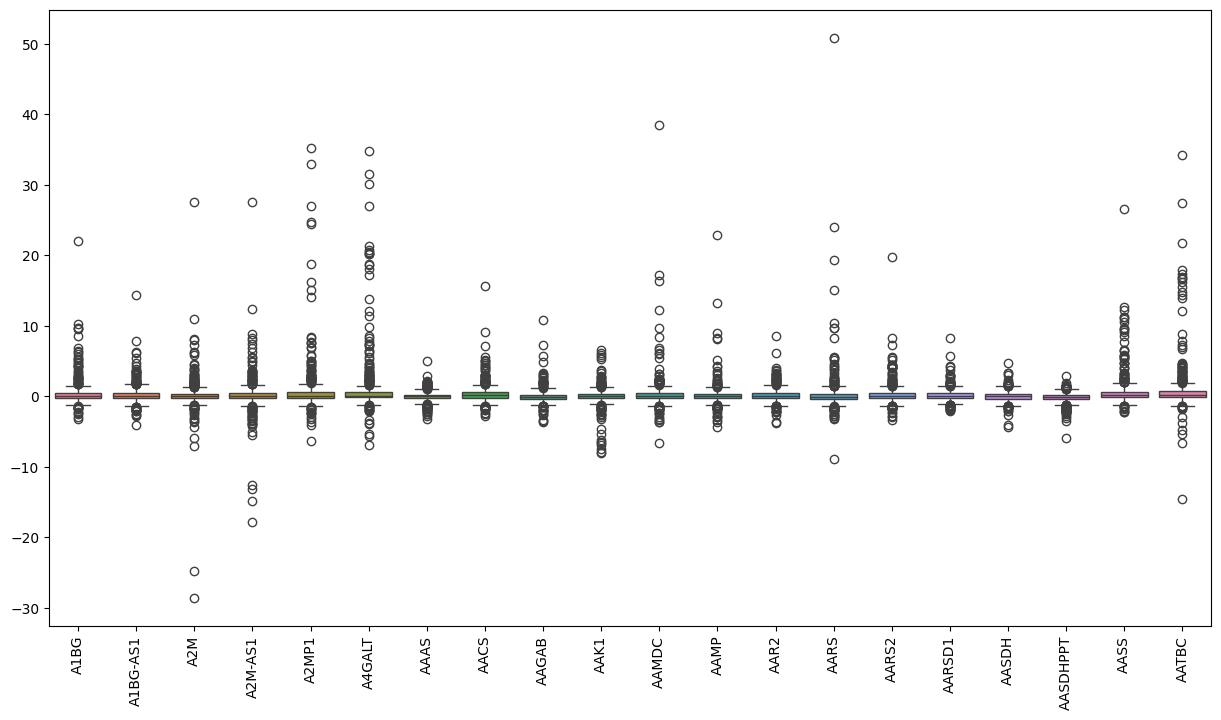 50
40
30
20
10
0
−10
−20
−30
A1BG
A1BG-AS1
A2M
A2M-AS1
A2MP1
A4GALT
AAAS
AACS
AAGAB
AAK1
AAMDC
AAMP
AAR2
AARS
AARS2
AARSD1
AASDH
AASDHPPT
AASS
AATBC